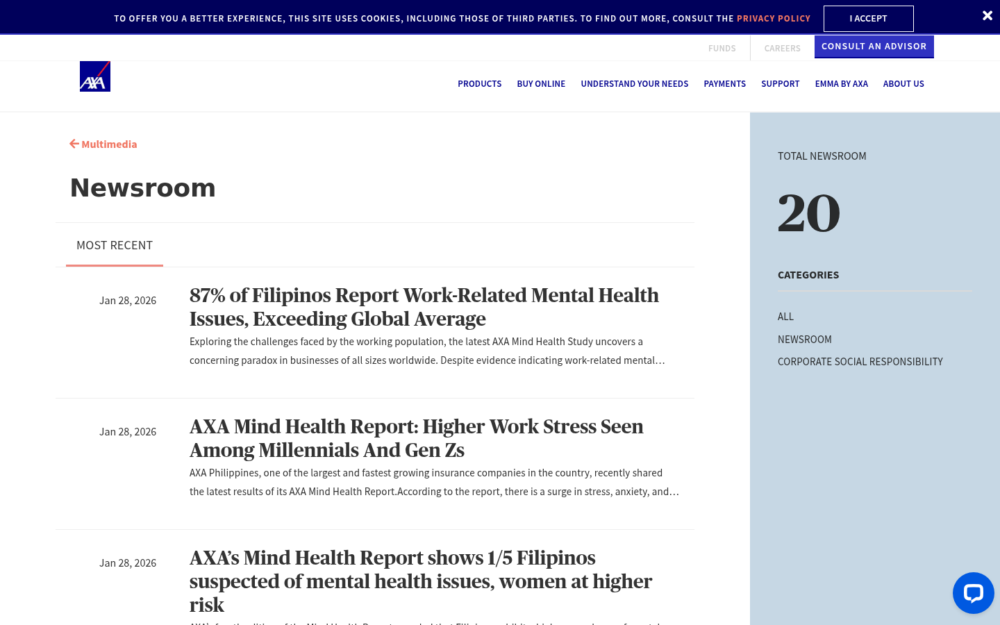 TO OFFER YOU A BETTER EXPERIENCE, THIS SITE USES COOKIES, INCLUDING THOSE OF THIRD PARTIES. TO FIND OUT MORE, CONSULT THE PRIVACY POLICY
I ACCEPT
FUNDS
CAREERS
CONSULT AN ADVISOR
AXA
PRODUCTS
BUY ONLINE
UNDERSTAND YOUR NEEDS
PAYMENTS
SUPPORT
EMMA BY AXA
ABOUT US
Multimedia
Newsroom
MOST RECENT
Jan 28, 2026
87% of Filipinos Report Work-Related Mental Health
Issues, Exceeding Global Average
Exploring the challenges faced by the working population, the latest AXA Mind Health Study uncovers a
concerning paradox in businesses of all sizes worldwide. Despite evidence indicating work-related mental…
Jan 28, 2026
AXA Mind Health Report: Higher Work Stress Seen
Among Millennials And Gen Zs
AXA Philippines, one of the largest and fastest growing insurance companies in the country, recently shared
the latest results of its AXA Mind Health Report.According to the report, there is a surge in stress, anxiety, and…
Jan 28, 2026
AXA’s Mind Health Report shows 1/5 Filipinos
suspected of mental health issues, women at higher
risk
TOTAL NEWSROOM
20
CATEGORIES
ALL
NEWSROOM
CORPORATE SOCIAL RESPONSIBILITY